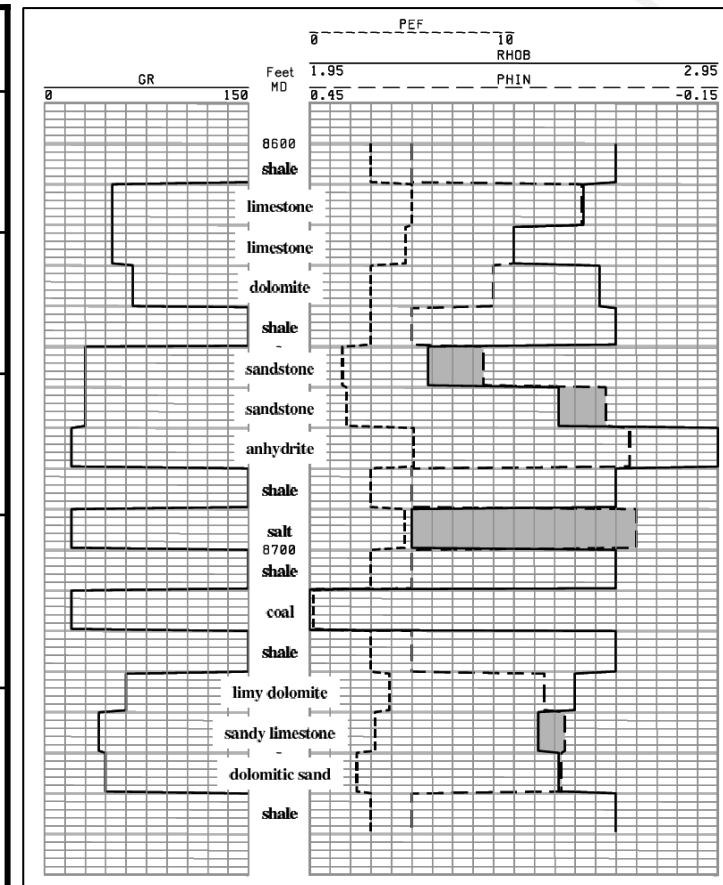 PEF
0 10
RHOB
1.95 2.95
Feet
MD
GR
PHIN
0 150
0.45 -0.15
8600
shale
limestone
limestone
dolomite
shale
sandstone
sandstone
anhydrite
shale
salt
8700
shale
coal
shale
limy dolomite
sandy limestone
dolomitic sand
shale